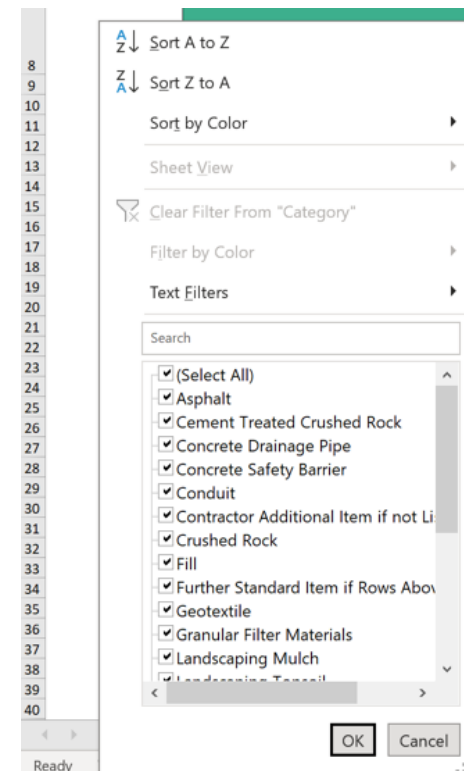 Sort A to Z
Sort Z to A
Sort by Color
Sheet View
Clear Filter From "Category"
Filter by Color
Text Filters
Search
(Select All)
Asphalt
Cement Treated Crushed Rock
Concrete Drainage Pipe
Concrete Safety Barrier
Conduit
Contractor Additional Item if not Li
Crushed Rock
Fill
Further Standard Item if Rows Abov
Geotextile
Granular Filter Materials
Landscaping Mulch
Landscaping Topsoil
OK Cancel
8
9
10
11
12
13
14
15
16
17
18
19
20
21
22
23
24
25
26
27
28
29
30
31
32
33
34
35
36
37
38
39
40
Ready